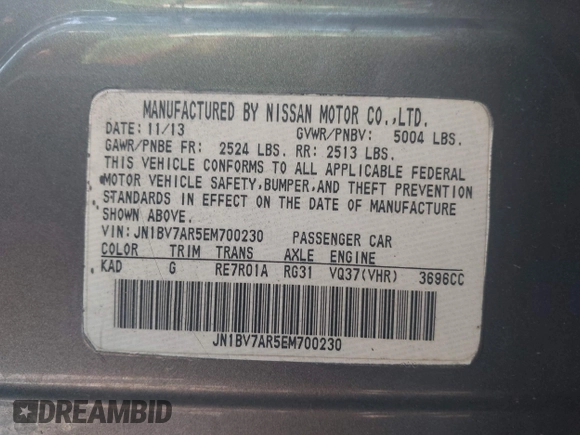 MANUFACTURED BY NISSAN MOTOR CO.,LTD.
DATE: 11/13 GVWR/PNBV: 5004 LBS.
GAWR/PNBE FR: 2524 LBS. RR: 2513 LBS.
THIS VEHICLE CONFORMS TO ALL APPLICABLE FEDERAL
MOTOR VEHICLE SAFETY,BUMPER,AND THEFT PREVENTION
STANDARDS IN EFFECT ON THE DATE OF MANUFACTURE
SHOWN ABOVE.
VIN: JN1BV7AR5EM700230 PASSENGER CAR
COLOR TRIM TRANS AXLE ENGINE
KAD G RE7R01A RG31 VQ37(VHR) 3696CC
JN1BV7AR5EM700230
DREAMBID